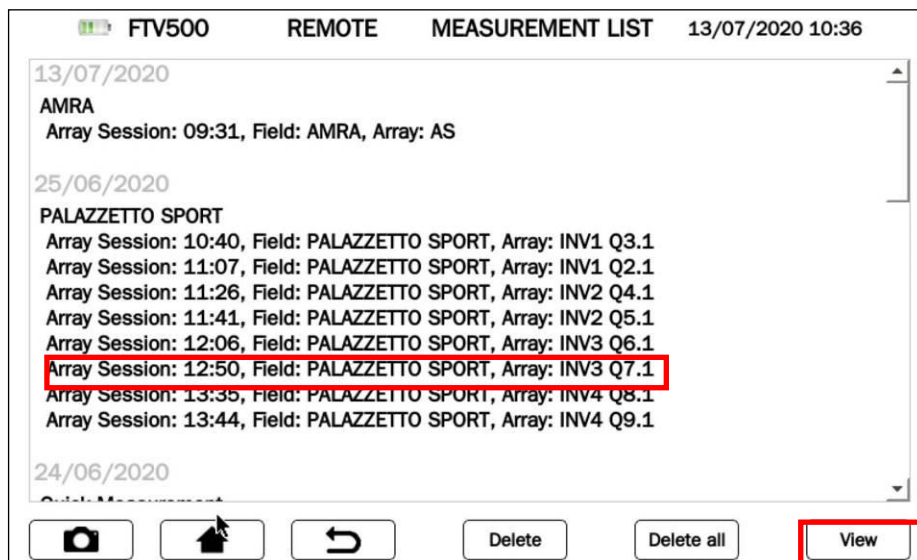 FTV500 REMOTE MEASUREMENT LIST 13/07/2020 10:36
13/07/2020
AMRA
Array Session: 09:31, Field: AMRA, Array: AS
25/06/2020
PALAZZETTO SPORT
Array Session: 10:40, Field: PALAZZETTO SPORT, Array: INV1 Q3.1
Array Session: 11:07, Field: PALAZZETTO SPORT, Array: INV1 Q2.1
Array Session: 11:26, Field: PALAZZETTO SPORT, Array: INV2 Q4.1
Array Session: 11:41, Field: PALAZZETTO SPORT, Array: INV2 Q5.1
Array Session: 12:06, Field: PALAZZETTO SPORT, Array: INV3 Q6.1
Array Session: 12:50, Field: PALAZZETTO SPORT, Array: INV3 Q7.1
Array Session: 13:35, Field: PALAZZETTO SPORT, Array: INV4 Q8.1
Array Session: 13:44, Field: PALAZZETTO SPORT, Array: INV4 Q9.1
24/06/2020
Quick Measurement
Delete Delete all View